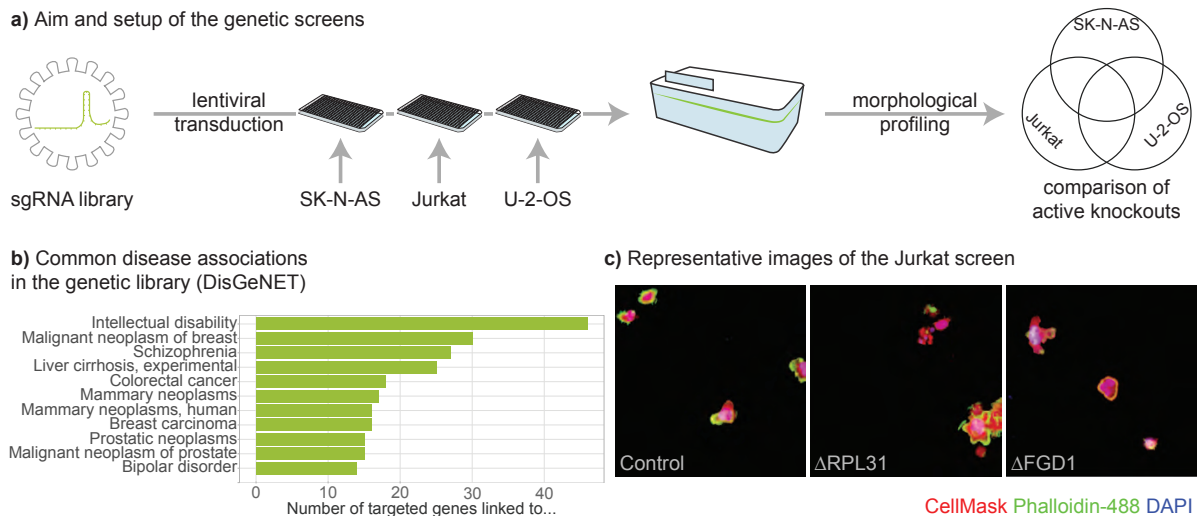 a) Aim and setup of the genetic screens
sgRNA library
lentiviral
transduction
SK-N-AS
Jurkat
U-2-OS
morphological
profiling
SK-N-AS
Jurkat
U-2-OS
comparison of
active knockouts
b) Common disease associations
in the genetic library (DisGeNET)
Intellectual disability
Malignant neoplasm of breast
Schizophrenia
Liver cirrhosis, experimental
Colorectal cancer
Mammary neoplasms
Mammary neoplasms, human
Breast carcinoma
Prostatic neoplasms
Malignant neoplasm of prostate
Bipolar disorder
0 10 20 30 40
Number of targeted genes linked to...
c) Representative images of the Jurkat screen
Control
ΔRPL31
ΔFGD1
CellMask Phalloidin-488 DAPI